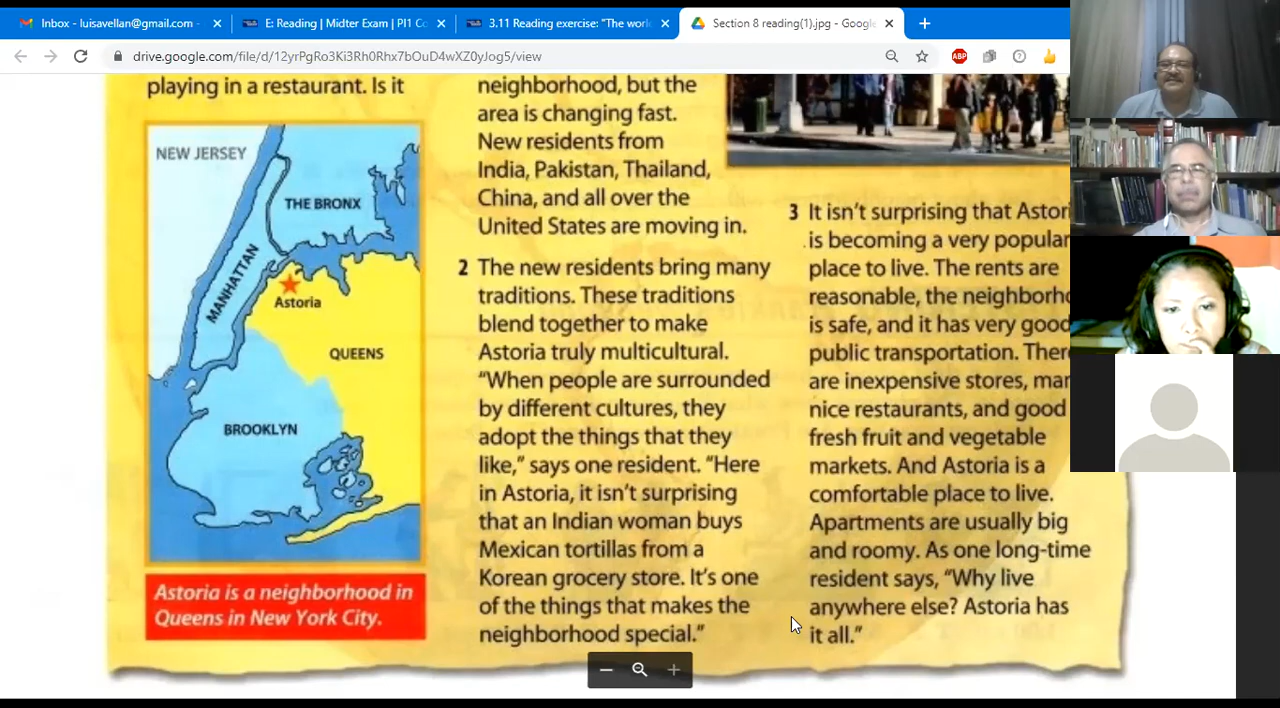 Inbox - luisavellan@gmail.com -
E: Reading | Midter Exam | PI1 Co
3.11 Reading exercise: "The worl
Section 8 reading(1).jpg - Google
drive.google.com/file/d/12yrPgRo3Ki3Rh0Rhx7bOuD4wXZ0yJog5/view
ABP
playing in a restaurant. Is it
NEW JERSEY
THE BRONX
MANHATTAN
Astoria
QUEENS
BROOKLYN
Astoria is a neighborhood in
Queens in New York City.
neighborhood, but the
area is changing fast.
New residents from
India, Pakistan, Thailand,
China, and all over the
United States are moving in.
2 The new residents bring many
traditions. These traditions
blend together to make
Astoria truly multicultural.
"When people are surrounded
by different cultures, they
adopt the things that they
like," says one resident. "Here
in Astoria, it isn't surprising
that an Indian woman buys
Mexican tortillas from a
Korean grocery store. It's one
of the things that makes the
neighborhood special."
3 It isn't surprising that Astori
is becoming a very popular
place to live. The rents are
reasonable, the neighborho
is safe, and it has very good
public transportation. Ther
are inexpensive stores, mar
nice restaurants, and good
fresh fruit and vegetable
markets. And Astoria is a
comfortable place to live.
Apartments are usually big
and roomy. As one long-time
resident says, "Why live
anywhere else? Astoria has
it all."